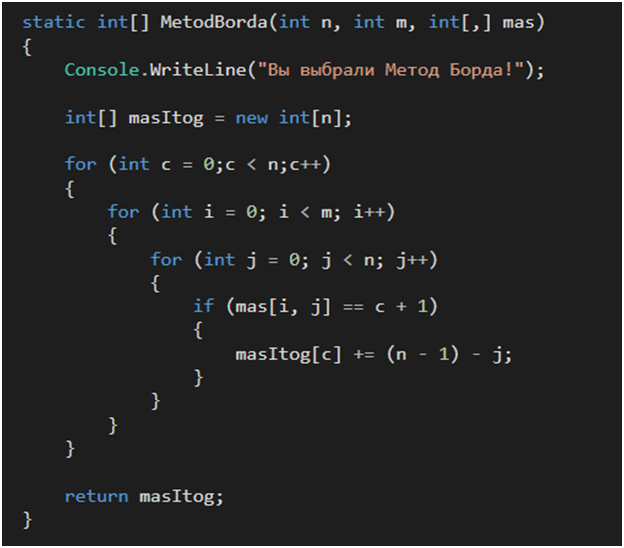 static int[] MetodBorda(int n, int m, int[,] mas)
{
    Console.WriteLine("Вы выбрали Метод Борда!");

    int[] masItog = new int[n];

    for (int c = 0;c < n;c++)
    {
        for (int i = 0; i < m; i++)
        {
            for (int j = 0; j < n; j++)
            {
                if (mas[i, j] == c + 1)
                {
                    masItog[c] += (n - 1) - j;
                }
            }
        }
    }

    return masItog;
}